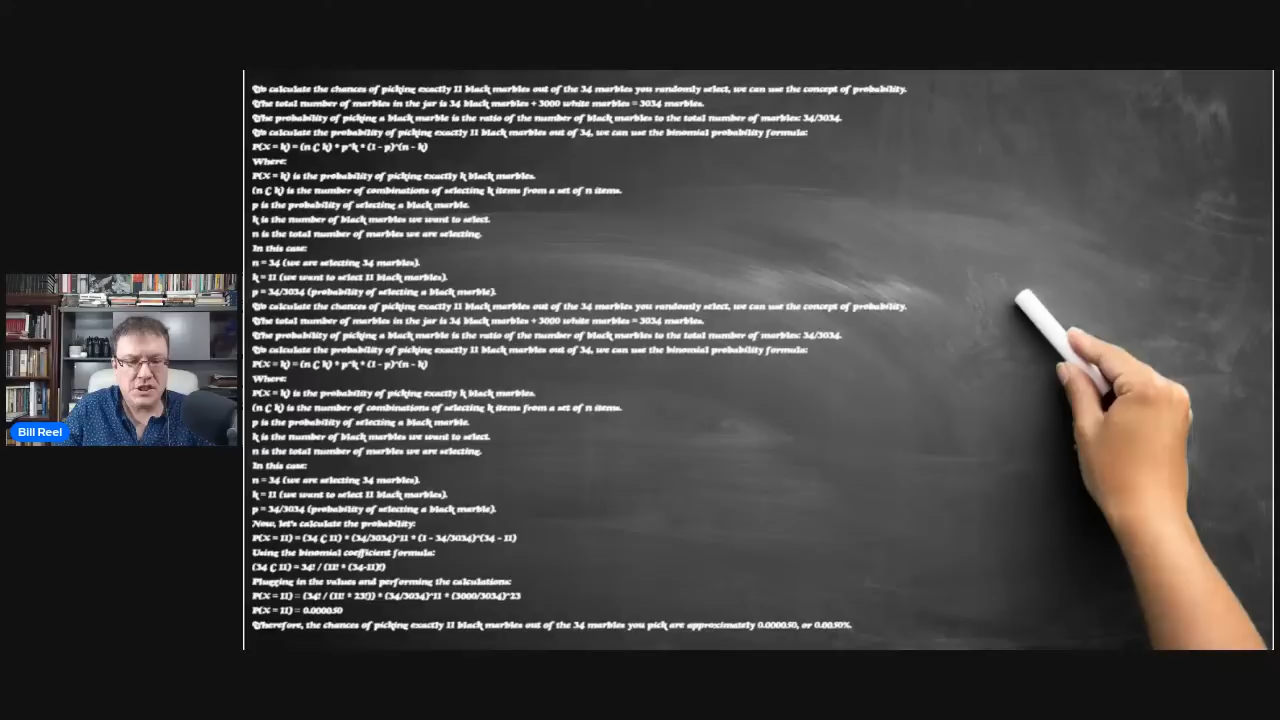 To calculate the chances of picking exactly 11 black marbles out of the 34 marbles you randomly select, we can use the concept of probability.
The total number of marbles in the jar is 34 black marbles + 3000 white marbles = 3034 marbles.
The probability of picking a black marble is the ratio of the number of black marbles to the total number of marbles: 34/3034.
To calculate the probability of picking exactly 11 black marbles out of 34, we can use the binomial probability formula:
P(X = k) = (n C k) * p^k * (1 - p)^(n - k)
Where:
P(X = k) is the probability of picking exactly k black marbles.
(n C k) is the number of combinations of selecting k items from a set of n items.
p is the probability of selecting a black marble.
k is the number of black marbles we want to select.
n is the total number of marbles we are selecting.
In this case:
n = 34 (we are selecting 34 marbles).
k = 11 (we want to select 11 black marbles).
p = 34/3034 (probability of selecting a black marble).
To calculate the chances of picking exactly 11 black marbles out of the 34 marbles you randomly select, we can use the concept of probability.
The total number of marbles in the jar is 34 black marbles + 3000 white marbles = 3034 marbles.
The probability of picking a black marble is the ratio of the number of black marbles to the total number of marbles: 34/3034.
To calculate the probability of picking exactly 11 black marbles out of 34, we can use the binomial probability formula:
P(X = k) = (n C k) * p^k * (1 - p)^(n - k)
Where:
P(X = k) is the probability of picking exactly k black marbles.
(n C k) is the number of combinations of selecting k items from a set of n items.
p is the probability of selecting a black marble.
k is the number of black marbles we want to select.
n is the total number of marbles we are selecting.
In this case:
n = 34 (we are selecting 34 marbles).
k = 11 (we want to select 11 black marbles).
p = 34/3034 (probability of selecting a black marble).
Now, let's calculate the probability:
P(X = 11) = (34 C 11) * (34/3034)^11 * (1 - 34/3034)^(34 - 11)
Using the binomial coefficient formula:
(34 C 11) = 34! / (11! * (34-11)!)
Plugging in the values and performing the calculations:
P(X = 11) = (34! / (11! * 23!)) * (34/3034)^11 * (3000/3034)^23
P(X = 11) = 0.000050
Therefore, the chances of picking exactly 11 black marbles out of the 34 marbles you pick are approximately 0.000050, or 0.0050%.
Bill Reel